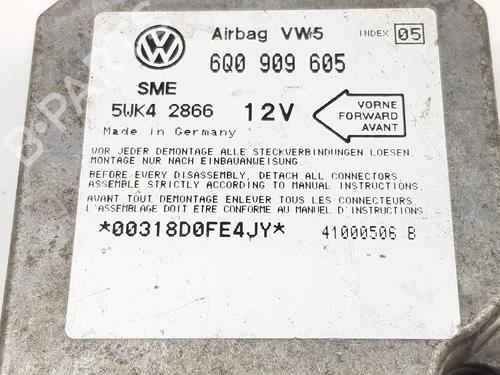 Airbag VW5 INDEX 05
6Q0 909 605
SME
5WK4 2866 12V
VORNE
FORWARD
AVANT
Made in Germany
VOR JEDER DEMONTAGE ALLE STECKVERBINDUNGEN LOESEN.
MONTAGE NUR NACH EINBAUANWEISUNG.
BEFORE EVERY DISASSEMBLY, DETACH ALL CONNECTORS.
ASSEMBLE STRICTLY ACCORDING TO MANUAL INSTRUCTIONS.
AVANT TOUT DEMONTAGE ENLEVER TOUS LES CONNECTEURS.
L'ASSEMBLAGE DOIT ETRE CONFORME AU MANUEL D'INSTRUCTIONS.
*00318D0FE4JY* 41000506 B